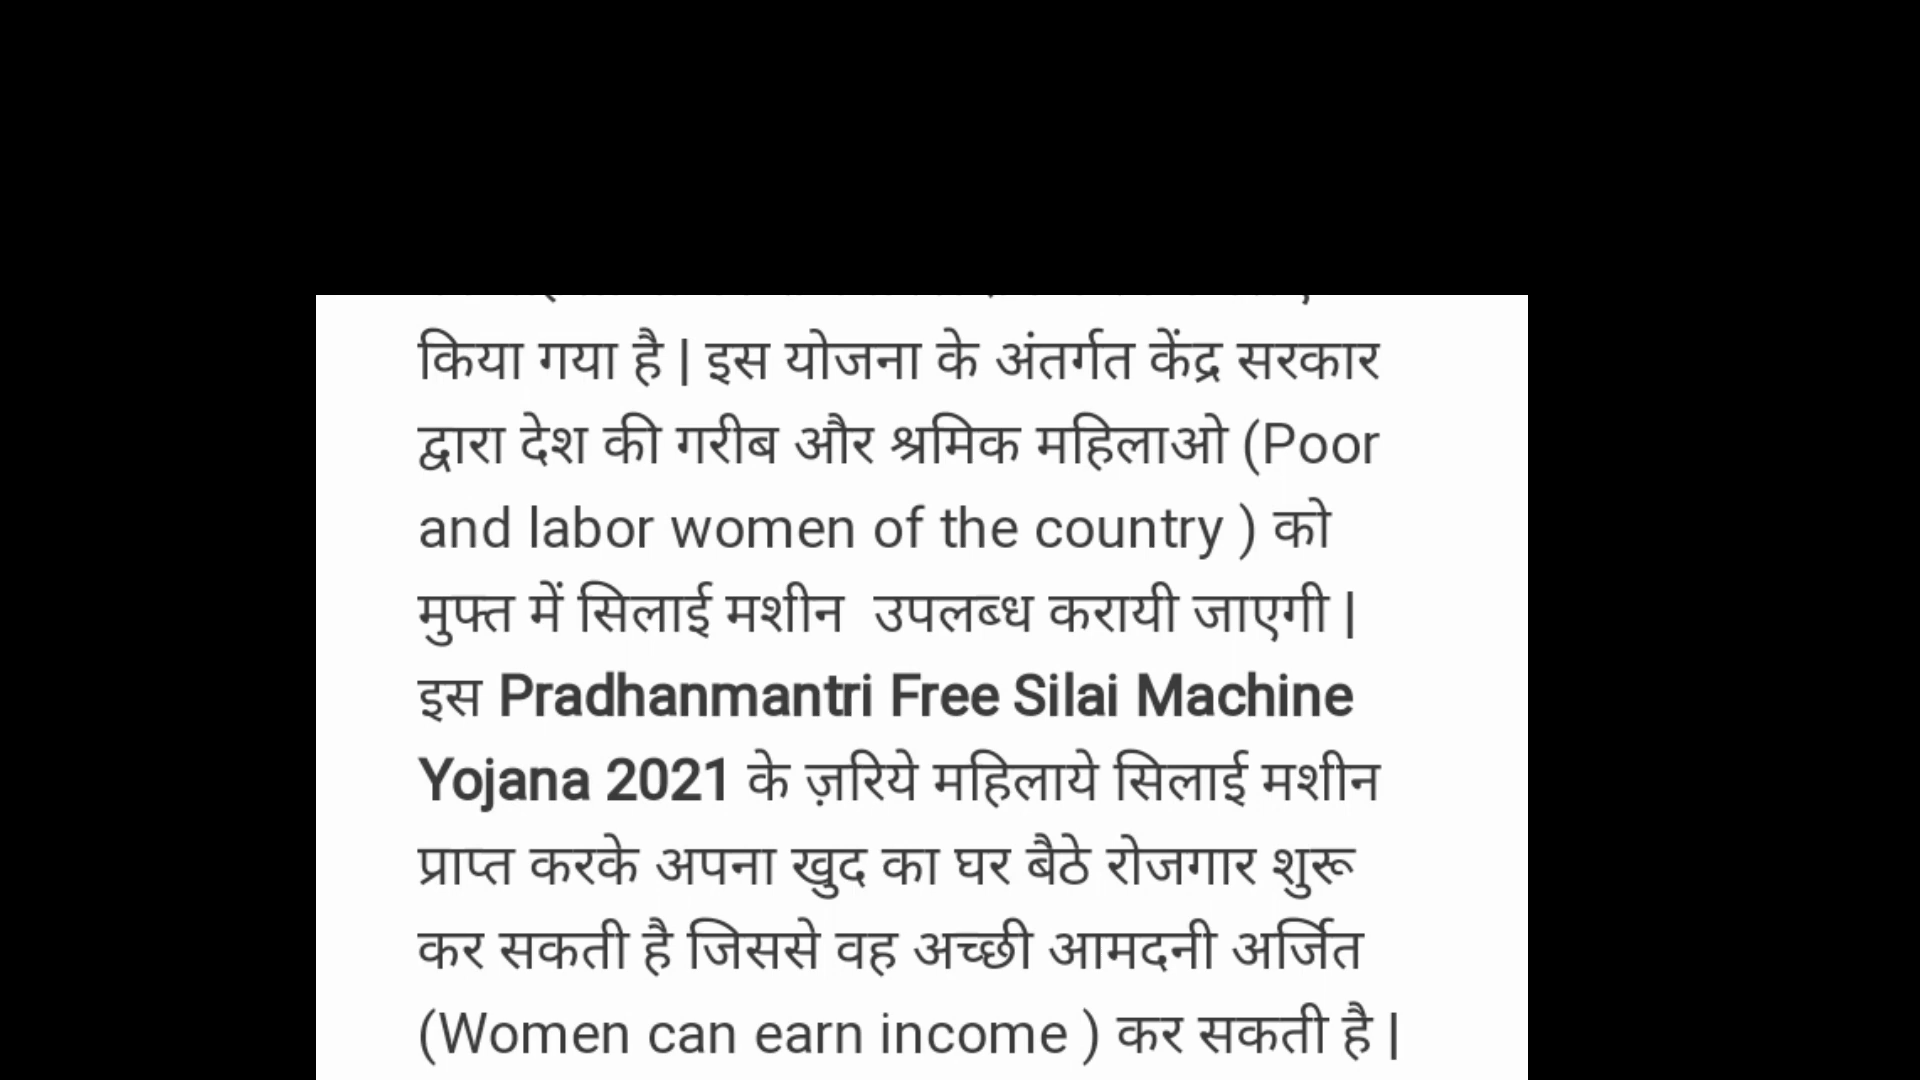 किया गया है | इस योजना के अंतर्गत केंद्र सरकार
द्वारा देश की गरीब और श्रमिक महिलाओ (Poor
and labor women of the country ) को
मुफ्त में सिलाई मशीन  उपलब्ध करायी जाएगी |
इस Pradhanmantri Free Silai Machine
Yojana 2021 के ज़रिये महिलाये सिलाई मशीन
प्राप्त करके अपना खुद का घर बैठे रोजगार शुरू
कर सकती है जिससे वह अच्छी आमदनी अर्जित
(Women can earn income ) कर सकती है |